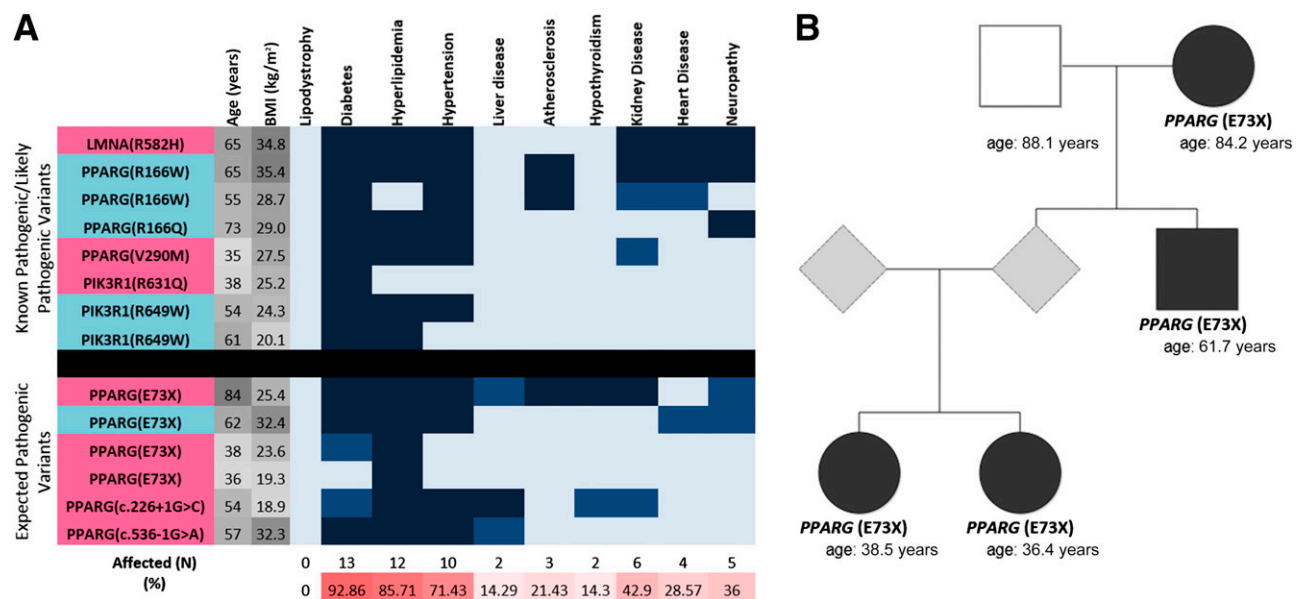 A
Age (years)
BMI (kg/m²)
Lipodystrophy
Diabetes
Hyperlipidemia
Hypertension
Liver disease
Atherosclerosis
Hypothyroidism
Kidney Disease
Heart Disease
Neuropathy
Known Pathogenic/Likely
Pathogenic Variants
LMNA(R582H) 65 34.8
PPARG(R166W) 65 35.4
PPARG(R166W) 55 28.7
PPARG(R166Q) 73 29.0
PPARG(V290M) 35 27.5
PIK3R1(R631Q) 38 25.2
PIK3R1(R649W) 54 24.3
PIK3R1(R649W) 61 20.1
Expected Pathogenic
Variants
PPARG(E73X) 84 25.4
PPARG(E73X) 62 32.4
PPARG(E73X) 38 23.6
PPARG(E73X) 36 19.3
PPARG(c.226+1G>C) 54 18.9
PPARG(c.536-1G>A) 57 32.3
Affected (N) 0 13 12 10 2 3 2 6 4 5
(%) 0 92.86 85.71 71.43 14.29 21.43 14.3 42.9 28.57 36
B
age: 88.1 years
PPARG (E73X)
age: 84.2 years
PPARG (E73X)
age: 61.7 years
PPARG (E73X)
age: 38.5 years
PPARG (E73X)
age: 36.4 years